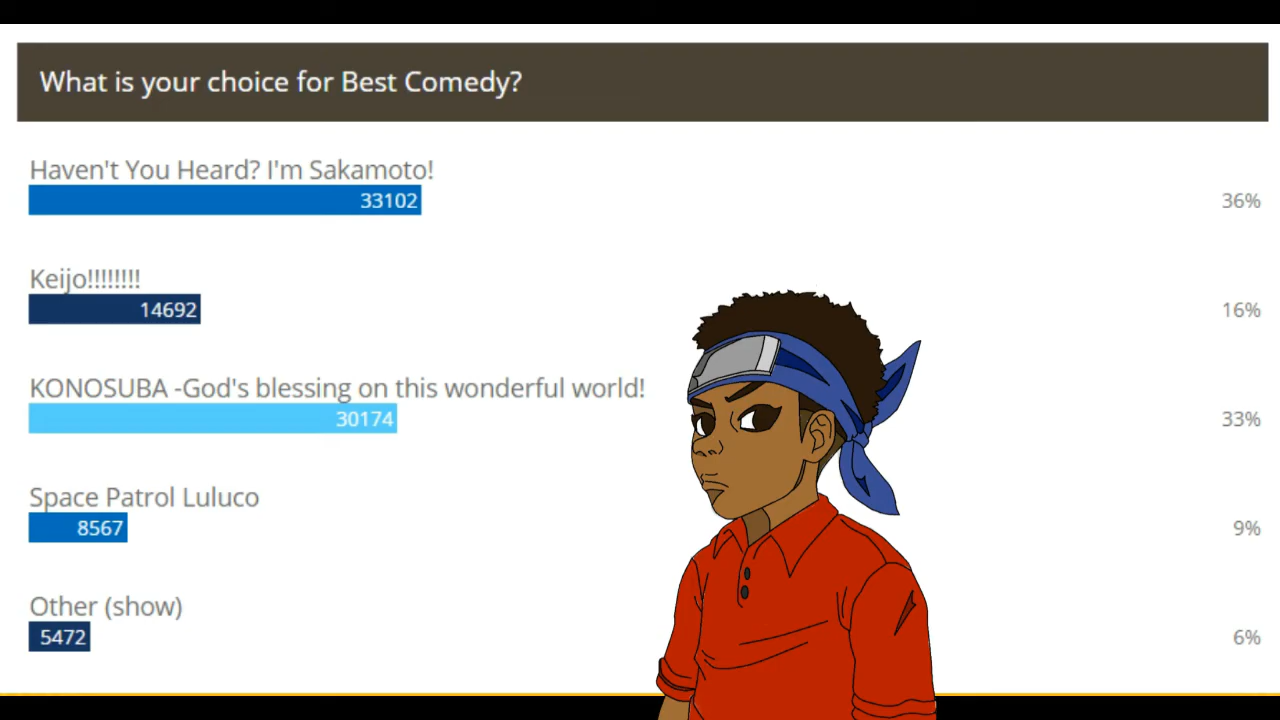 What is your choice for Best Comedy?
Haven't You Heard? I'm Sakamoto!
33102
36%
Keijo!!!!!!!!
14692
16%
KONOSUBA -God's blessing on this wonderful world!
30174
33%
Space Patrol Luluco
8567
9%
Other (show)
5472
6%